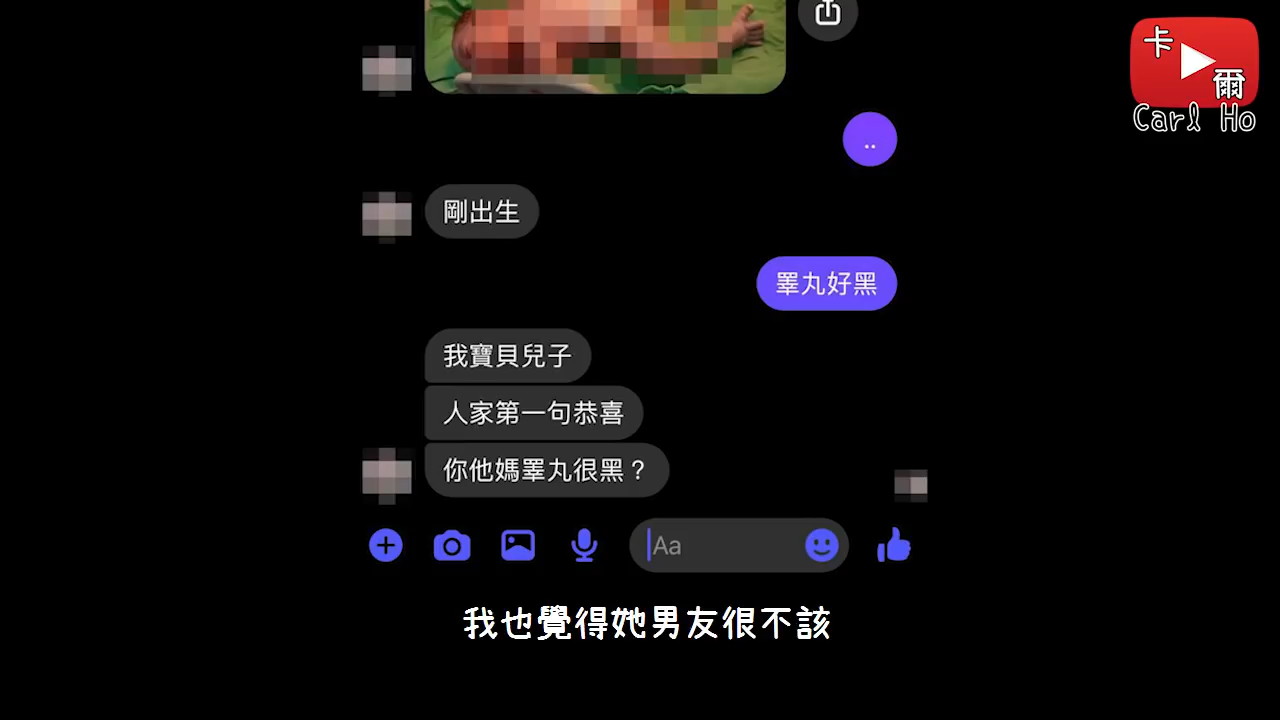 卡
爾
Carl Ho
..
剛出生
睪丸好黑
我寶貝兒子
人家第一句恭喜
你他媽睪丸很黑？
Aa
我也覺得她男友很不該